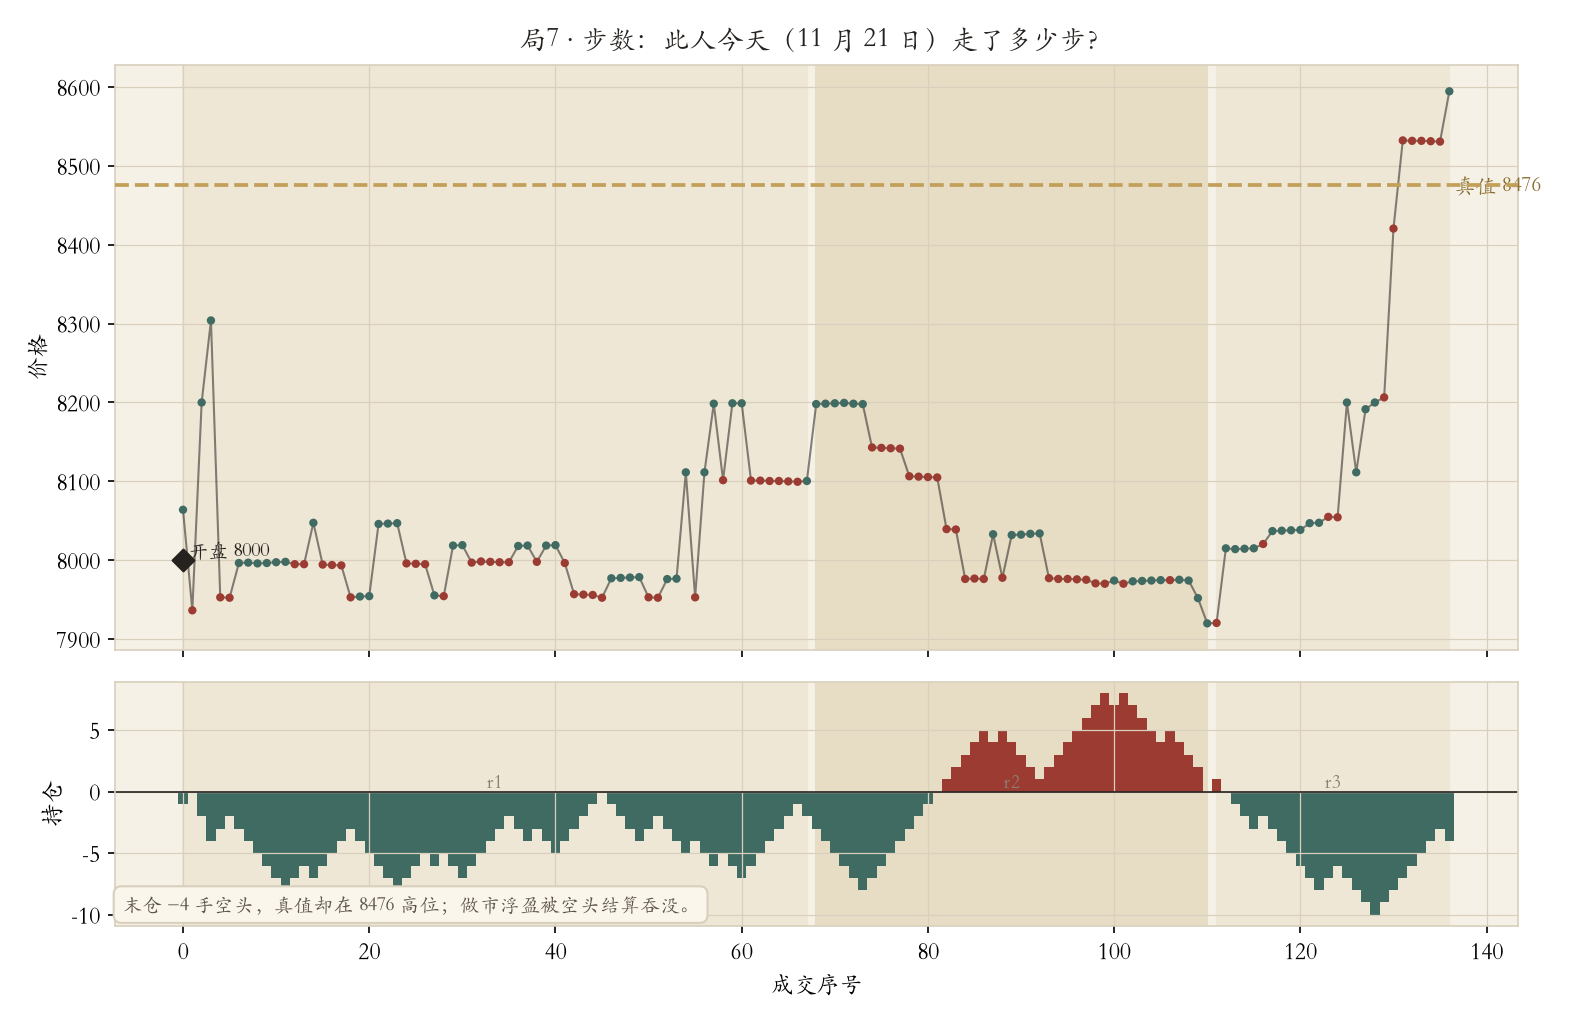 局7 · 步数：此人今天（11 月 21 日）走了多少步?
8600
8500
8400
8300
8200
8100
8000
7900
价格
真值 8476
开盘 8000
5
0
-5
-10
持仓
r1
r2
r3
末仓 −4 手空头，真值却在 8476 高位；做市浮盈被空头结算吞没。
0
20
40
60
80
100
120
140
成交序号